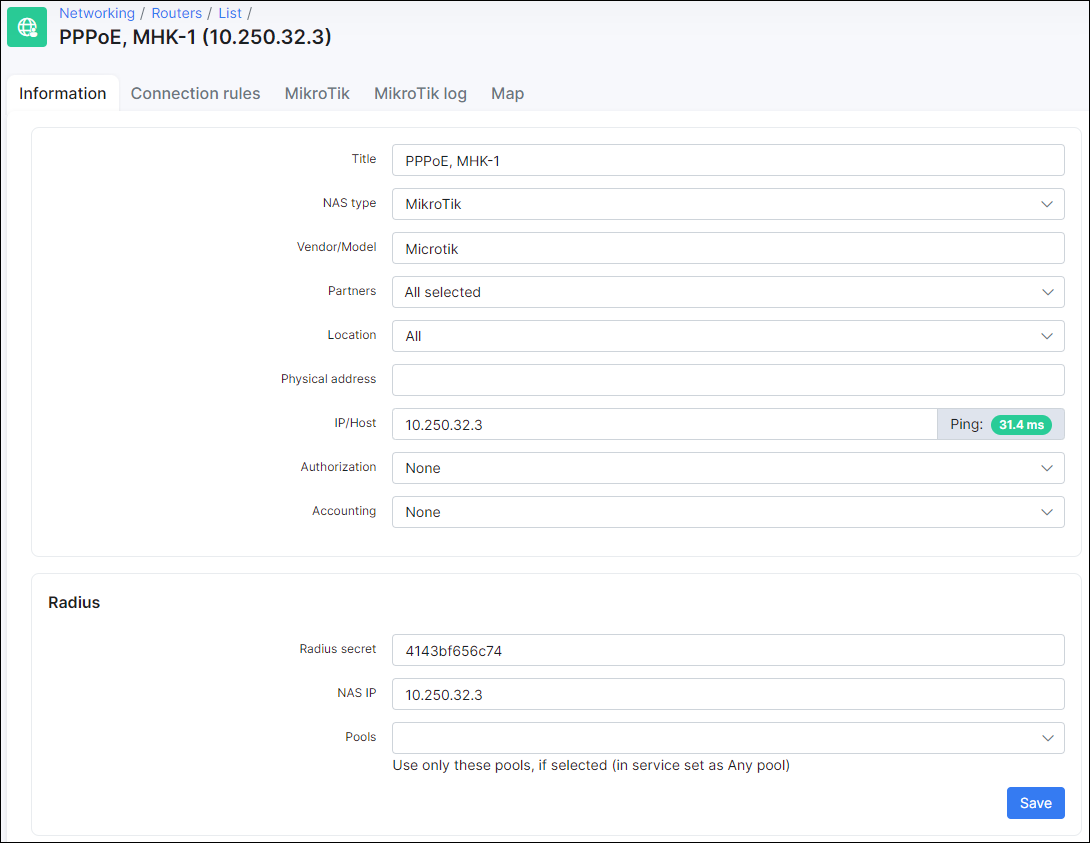 Networking / Routers / List /
PPPoE, MHK-1 (10.250.32.3)
Information Connection rules MikroTik MikroTik log Map
Title PPPoE, MHK-1
NAS type MikroTik
Vendor/Model Microtik
Partners All selected
Location All
Physical address
IP/Host 10.250.32.3 Ping: 31.4 ms
Authorization None
Accounting None
Radius
Radius secret 4143bf656c74
NAS IP 10.250.32.3
Pools
Use only these pools, if selected (in service set as Any pool)
Save